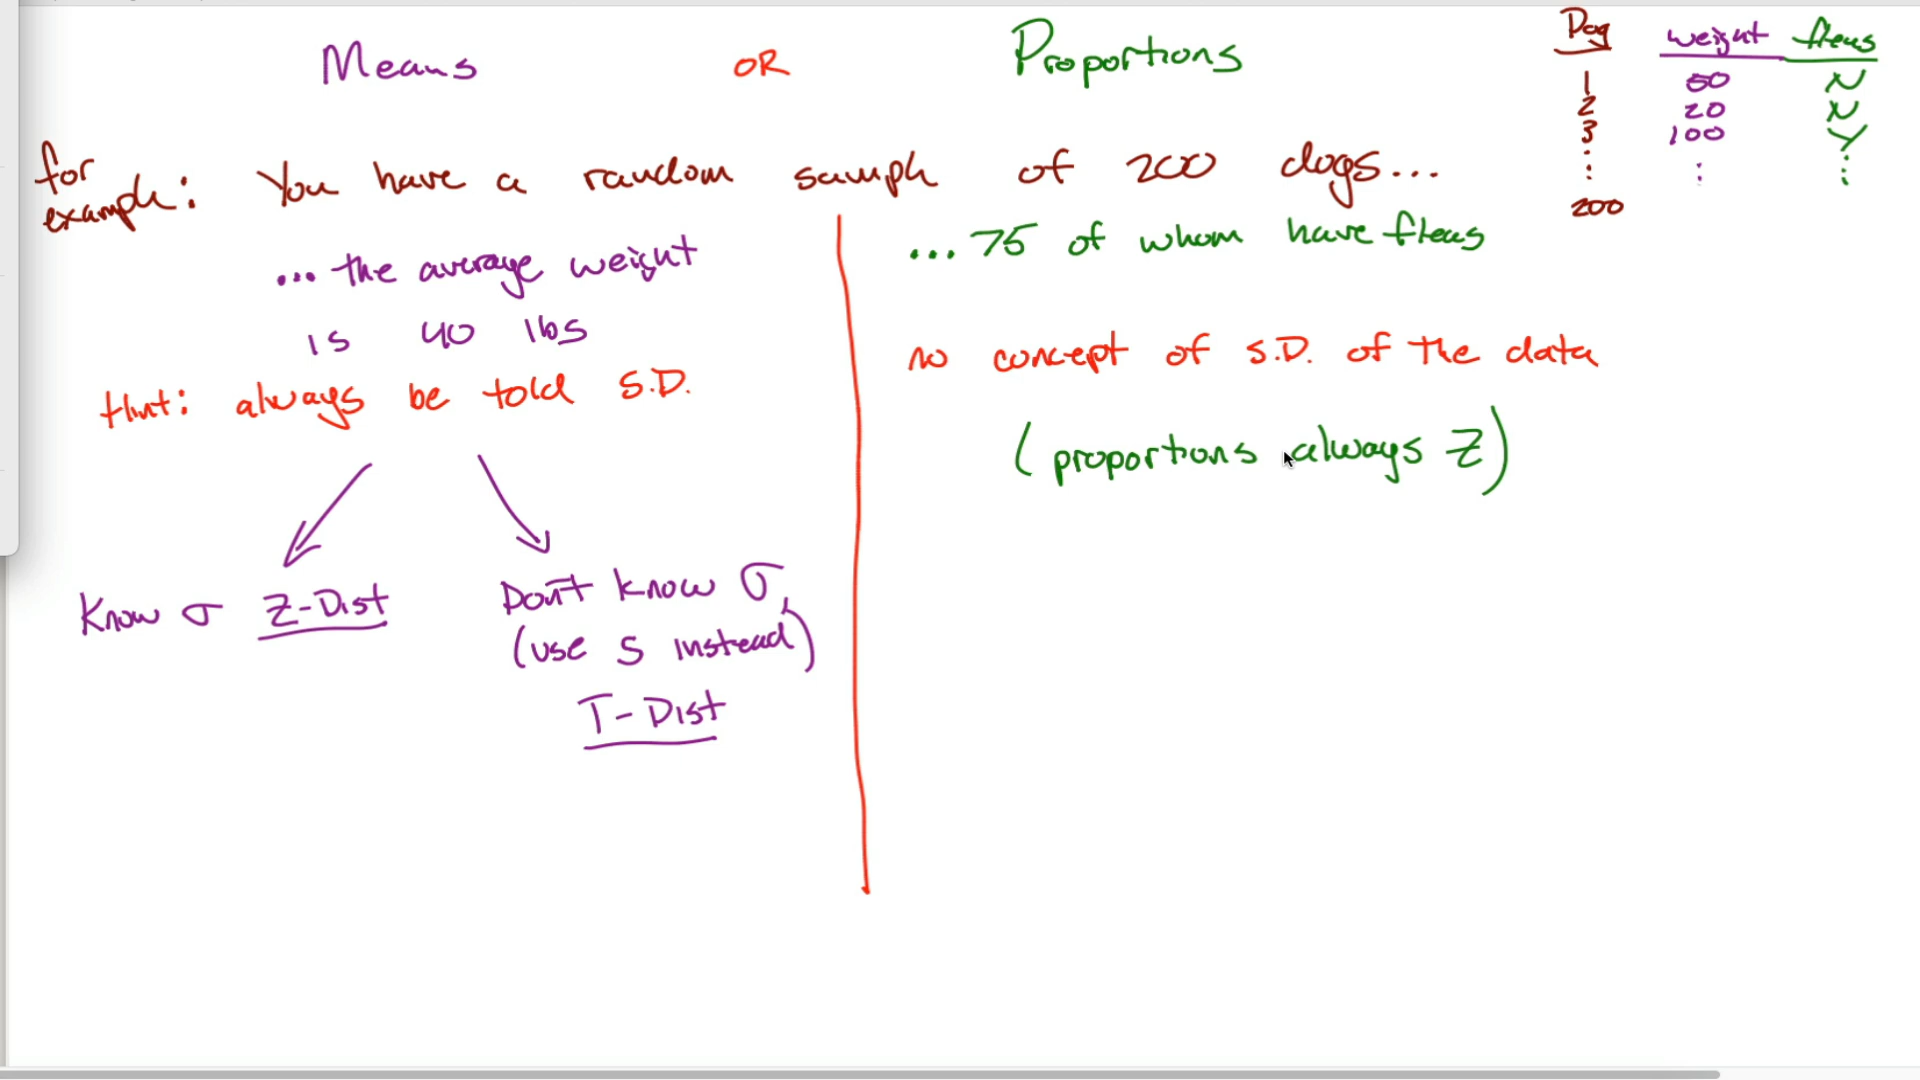 Means OR Proportions
Dog weight fleas
1 50 N
2 20 N
3 100 Y
⋮ ⋮ ⋮
200
for example: You have a random sample of 200 dogs...
...the average weight
is 40 lbs
Hint: always be told S.D.
Know σ Z-Dist
Don't know σ,
(use S instead)
T-Dist
...75 of whom have fleas
no concept of S.D. of the data
(proportions always Z)